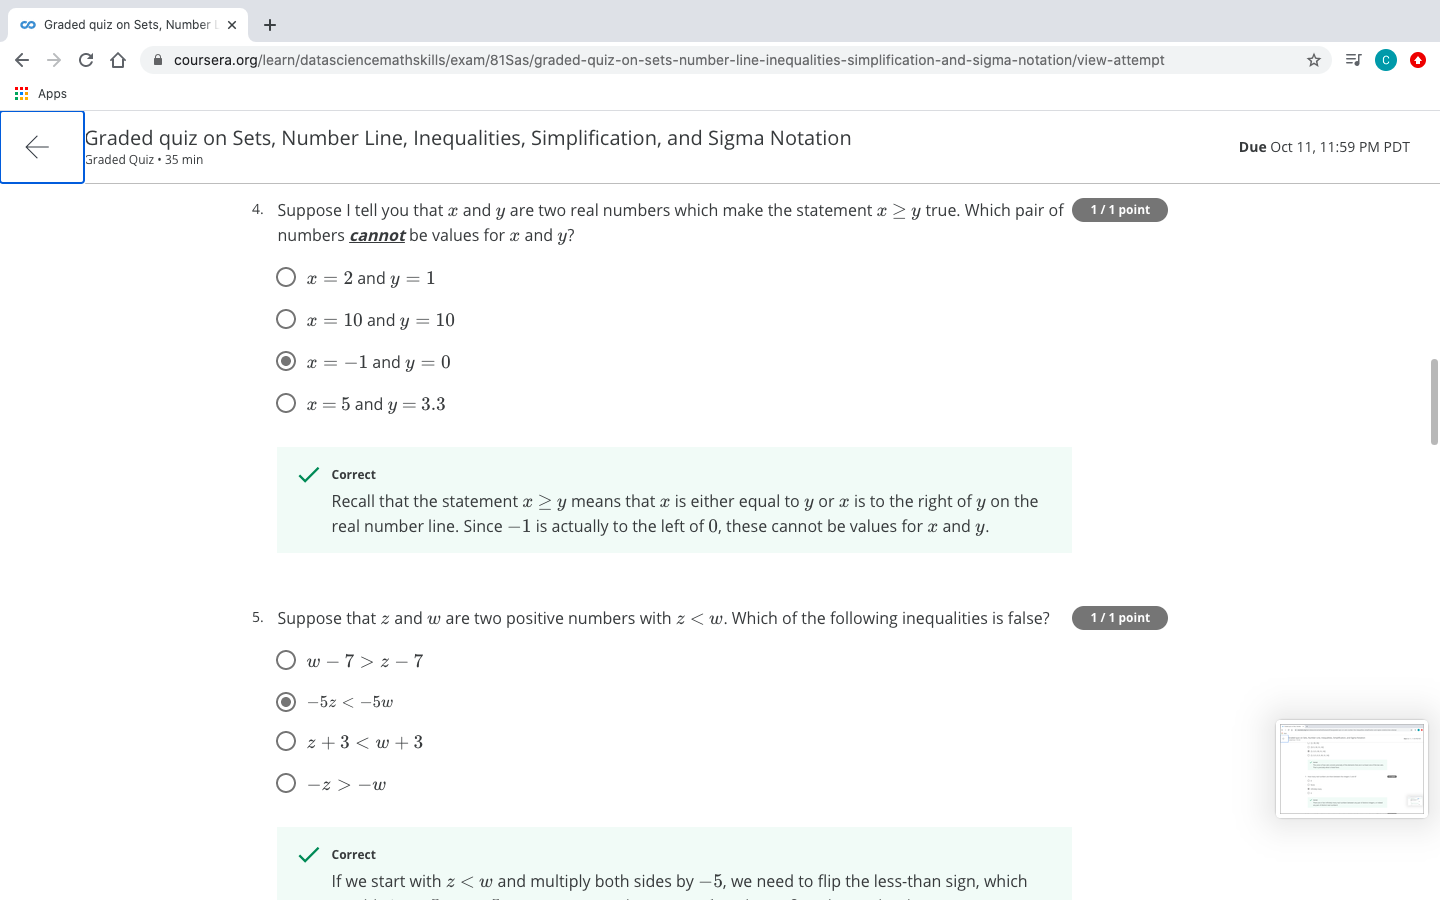 Graded quiz on Sets, Number L
coursera.org/learn/datasciencemathskills/exam/81Sas/graded-quiz-on-sets-number-line-inequalities-simplification-and-sigma-notation/view-attempt
C
Apps
Graded quiz on Sets, Number Line, Inequalities, Simplification, and Sigma Notation
Graded Quiz • 35 min
Due Oct 11, 11:59 PM PDT
4. Suppose I tell you that x and y are two real numbers which make the statement x ≥ y true. Which pair of
numbers cannot be values for x and y?
1 / 1 point
x = 2 and y = 1
x = 10 and y = 10
x = −1 and y = 0
x = 5 and y = 3.3
Correct
Recall that the statement x ≥ y means that x is either equal to y or x is to the right of y on the
real number line. Since −1 is actually to the left of 0, these cannot be values for x and y.
5. Suppose that z and w are two positive numbers with z < w. Which of the following inequalities is false?
1 / 1 point
w − 7 > z − 7
−5z < −5w
z + 3 < w + 3
−z > −w
Correct
If we start with z < w and multiply both sides by −5, we need to flip the less-than sign, which